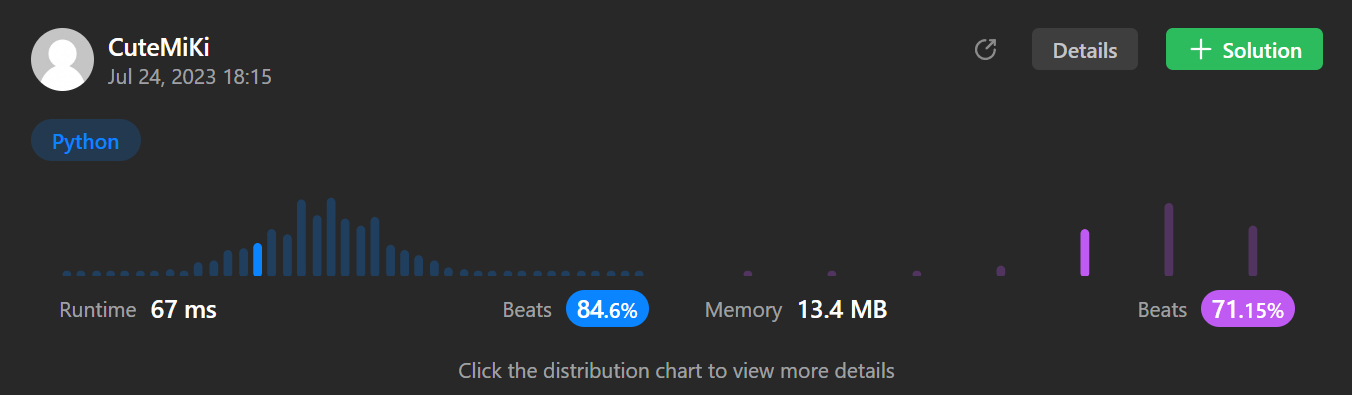 CuteMiKi
Jul 24, 2023 18:15
Details
Solution
Python
Runtime 67 ms Beats 84.6%
Memory 13.4 MB Beats 71.15%
Click the distribution chart to view more details